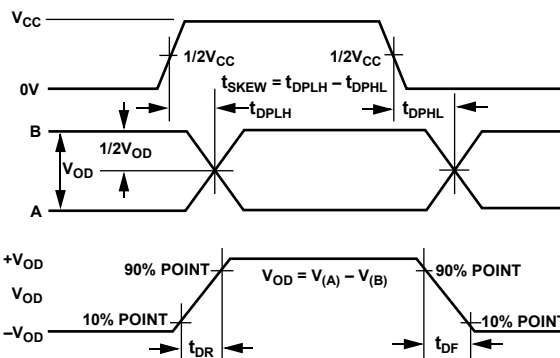 VCC
1/2VCC
1/2VCC
0V
tSKEW = tDPLH – tDPHL
tDPLH
tDPHL
B
1/2VOD
VOD
A
+VOD
90% POINT
VOD = V(A) – V(B)
90% POINT
VOD
10% POINT
10% POINT
–VOD
tDR
tDF